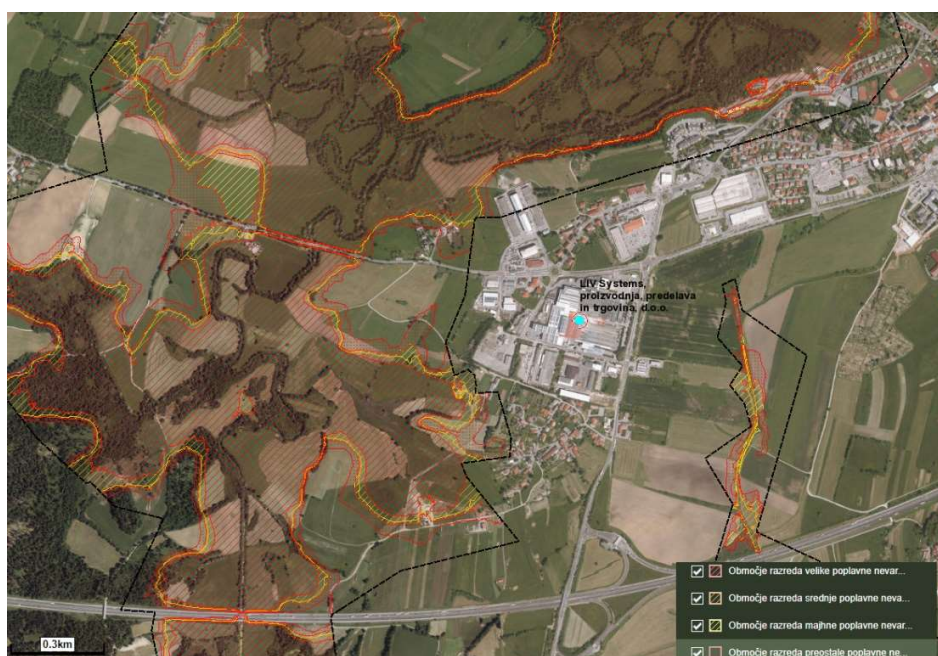 LIV Systems,
proizvodnja, predelava
in trgovina, d.o.o.
Območje razreda velike poplavne nevar...
Območje razreda srednje poplavne neva...
Območje razreda majhne poplavne nevar...
Območje razreda preostale poplavne ne...
0.3km